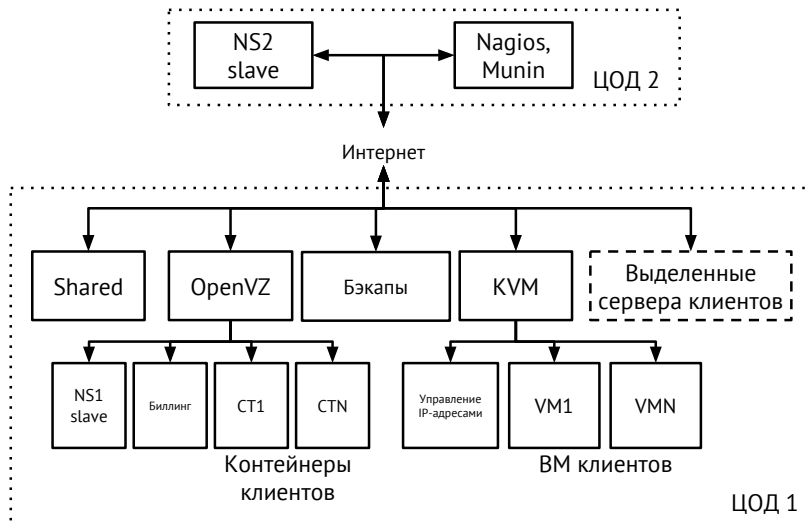 NS2
slave
Nagios,
Munin
ЦОД 2
Интернет
Shared
OpenVZ
Бэкапы
KVM
Выделенные
сервера клиентов
NS1
slave
Биллинг
CT1
CTN
Управление
IP-адресами
VM1
VMN
Контейнеры
клиентов
ВМ клиентов
ЦОД 1